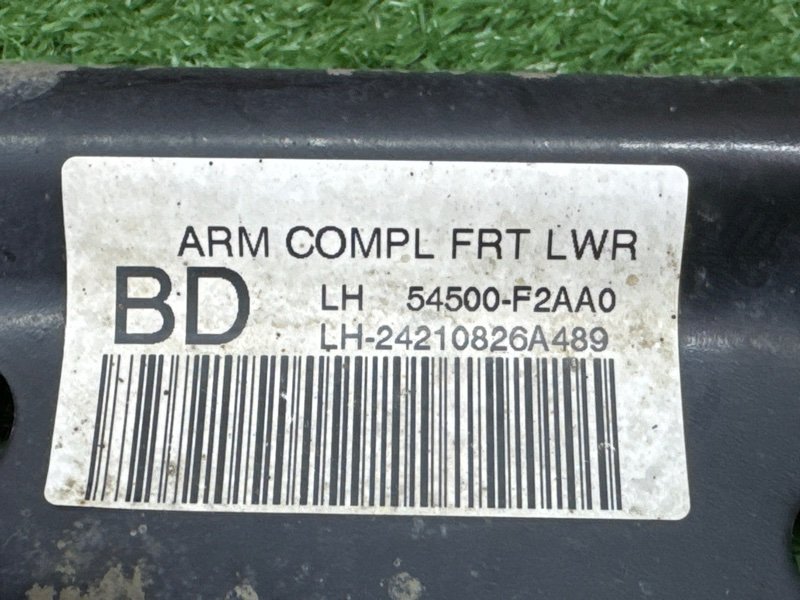 ARM COMPL FRT LWR
BD LH 54500-F2AA0
LH-24210826A489